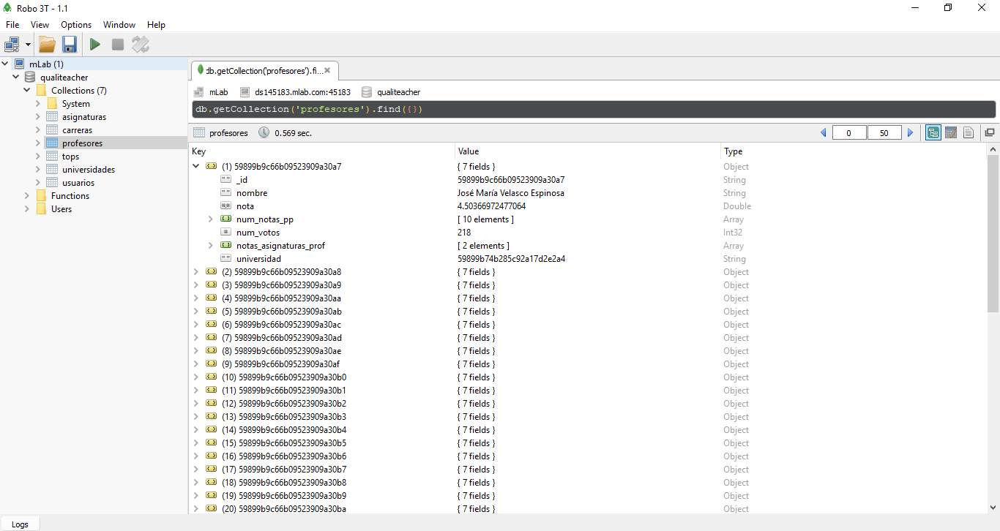 Robo 3T - 1.1
File View Options Window Help
mLab (1)
qualiteacher
Collections (7)
System
asignaturas
carreras
profesores
tops
universidades
usuarios
Functions
Users
db.getCollection('profesores').fi...
mLab ds145183.mlab.com:45183 qualiteacher
db.getCollection('profesores').find({})
profesores 0.569 sec. 0 50
Key Value Type
(1) 59899b9c66b09523909a30a7 { 7 fields } Object
_id 59899b9c66b09523909a30a7 String
nombre José María Velasco Espinosa String
nota 4.50366972477064 Double
num_notas_pp [ 10 elements ] Array
num_votos 218 Int32
notas_asignaturas_prof [ 2 elements ] Array
universidad 59899b74b285c92a17d2e2a4 String
(2) 59899b9c66b09523909a30a8 { 7 fields } Object
(3) 59899b9c66b09523909a30a9 { 7 fields } Object
(4) 59899b9c66b09523909a30aa { 7 fields } Object
(5) 59899b9c66b09523909a30ab { 7 fields } Object
(6) 59899b9c66b09523909a30ac { 7 fields } Object
(7) 59899b9c66b09523909a30ad { 7 fields } Object
(8) 59899b9c66b09523909a30ae { 7 fields } Object
(9) 59899b9c66b09523909a30af { 7 fields } Object
(10) 59899b9c66b09523909a30b0 { 7 fields } Object
(11) 59899b9c66b09523909a30b1 { 7 fields } Object
(12) 59899b9c66b09523909a30b2 { 7 fields } Object
(13) 59899b9c66b09523909a30b3 { 7 fields } Object
(14) 59899b9c66b09523909a30b4 { 7 fields } Object
(15) 59899b9c66b09523909a30b5 { 7 fields } Object
(16) 59899b9c66b09523909a30b6 { 7 fields } Object
(17) 59899b9c66b09523909a30b7 { 7 fields } Object
(18) 59899b9c66b09523909a30b8 { 7 fields } Object
(19) 59899b9c66b09523909a30b9 { 7 fields } Object
(20) 59899b9c66b09523909a30ba { 7 fields } Object
Logs